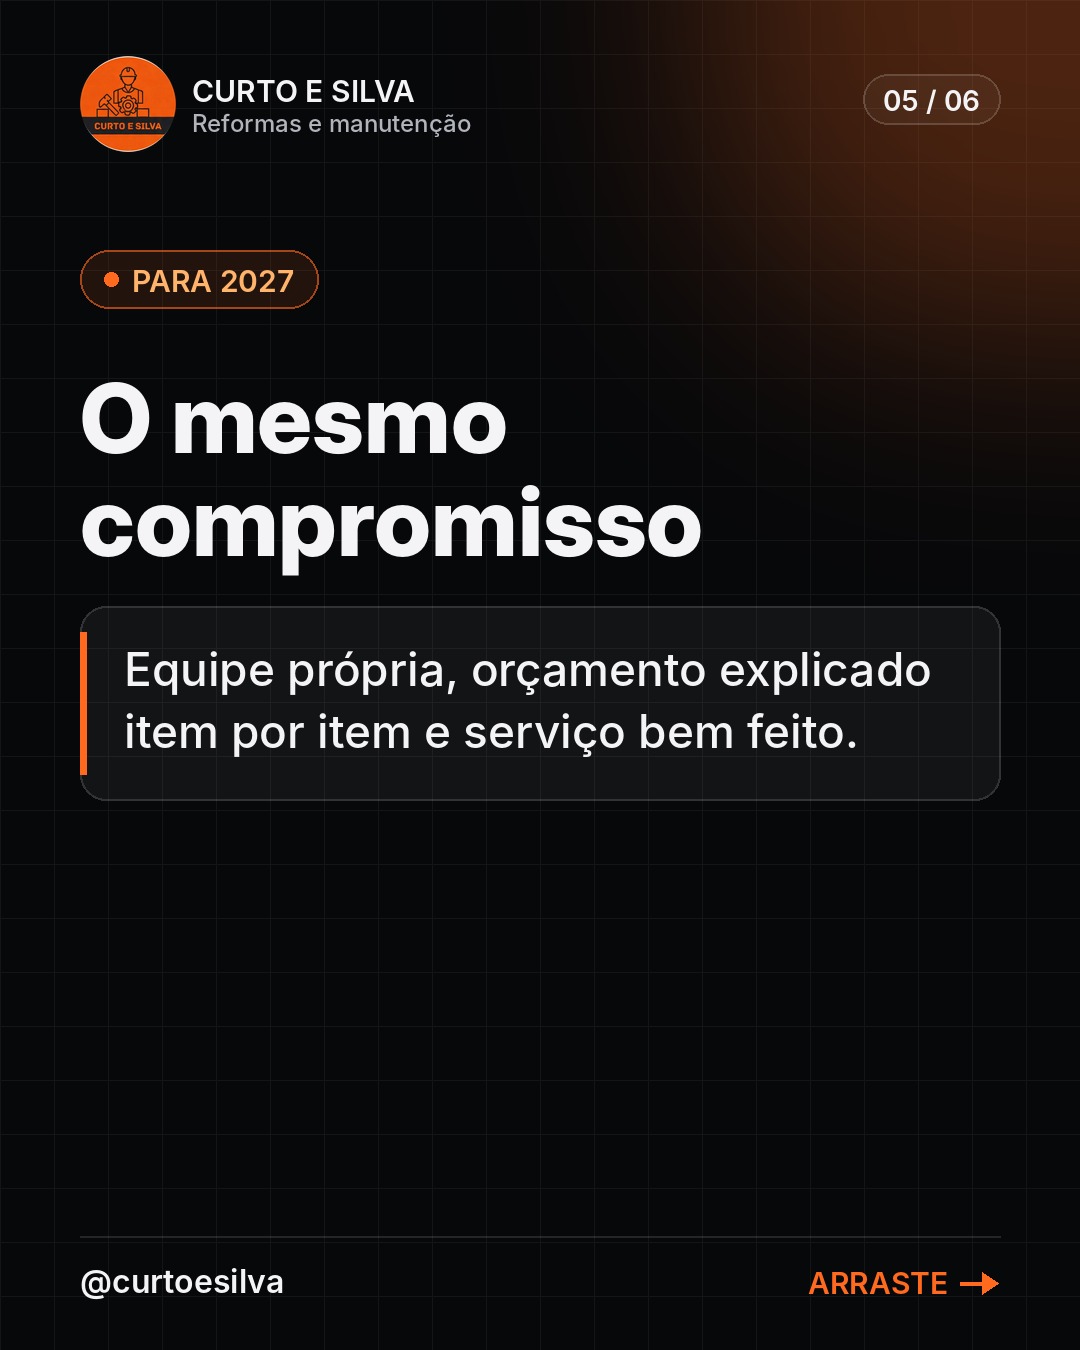 CURTO E SILVA
CURTO E SILVA
Reformas e manutenção
05 / 06
PARA 2027
O mesmo
compromisso
Equipe própria, orçamento explicado
item por item e serviço bem feito.
@curtoesilva
ARRASTE